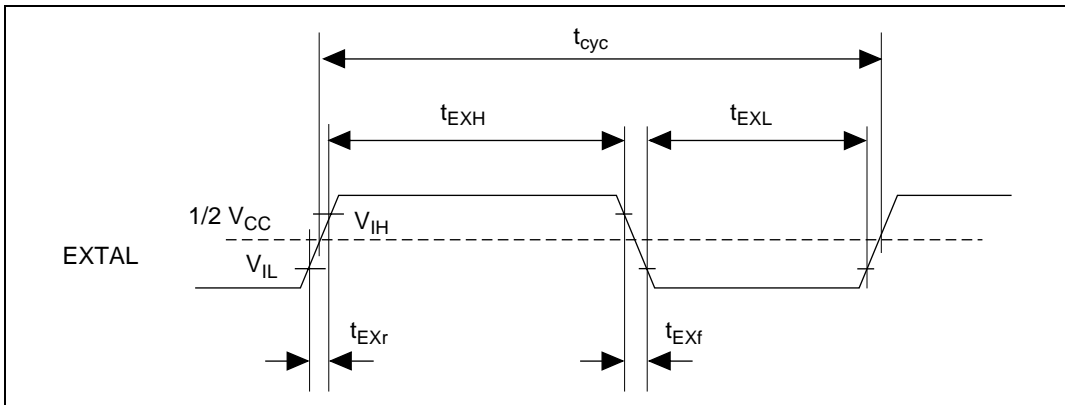 tcyc
tEXH
tEXL
1/2 VCC
VIH
EXTAL
VIL
tEXr
tEXf